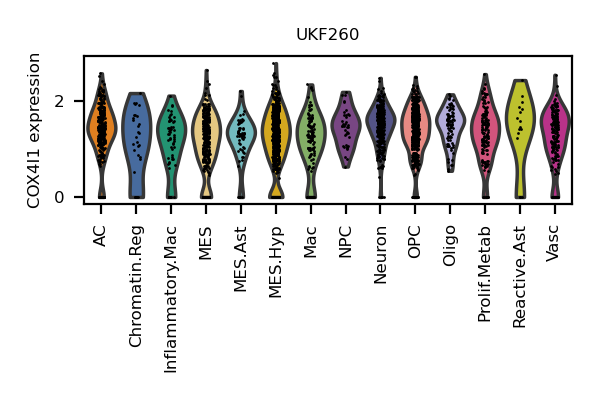 UKF260
COX4I1 expression
2
0
AC
Chromatin.Reg
Inflammatory.Mac
MES
MES.Ast
MES.Hyp
Mac
NPC
Neuron
OPC
Oligo
Prolif.Metab
Reactive.Ast
Vasc